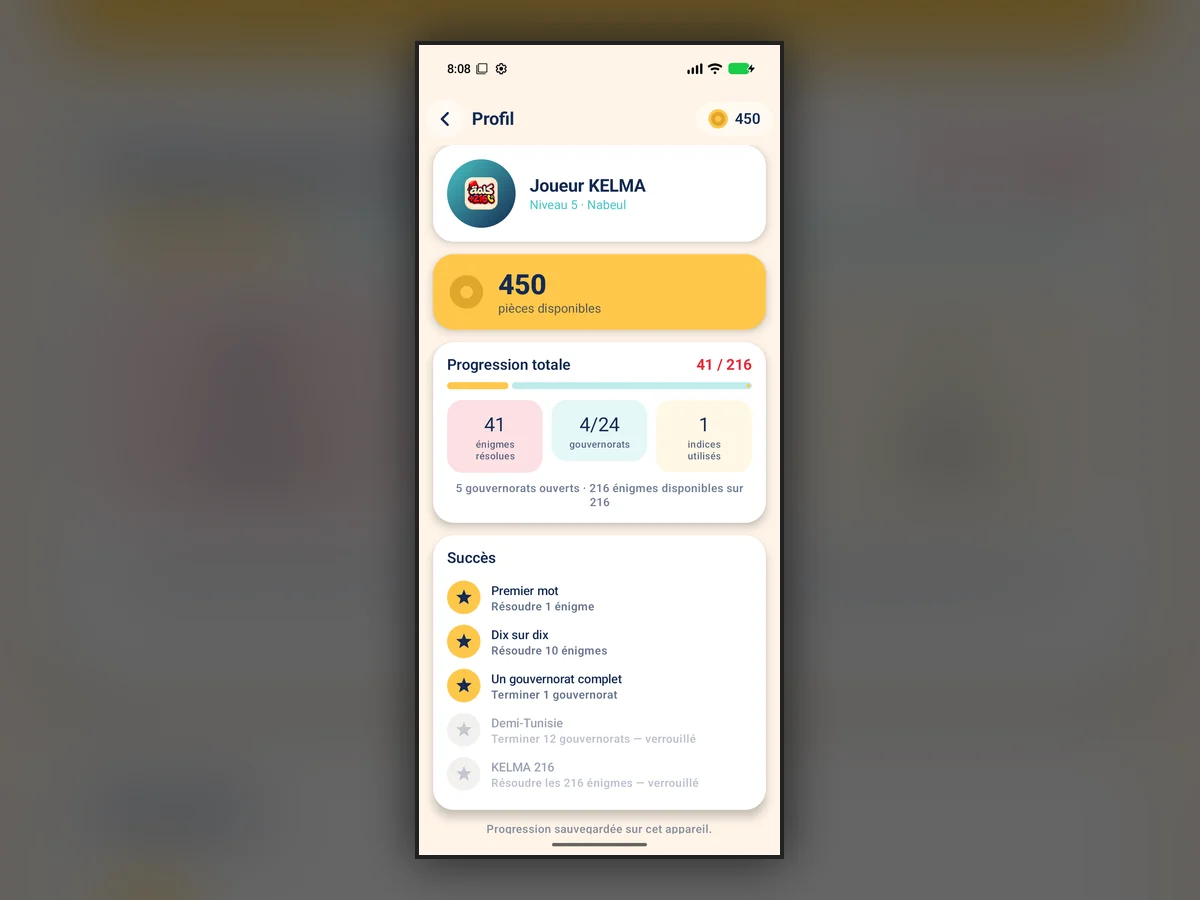 8:08
Profil
450
Joueur KELMA
Niveau 5 · Nabeul
450
pièces disponibles
Progression totale
41 / 216
41
énigmes
résolues
4/24
gouvernorats
1
indices
utilisés
5 gouvernorats ouverts · 216 énigmes disponibles sur
216
Succès
Premier mot
Résoudre 1 énigme
Dix sur dix
Résoudre 10 énigmes
Un gouvernorat complet
Terminer 1 gouvernorat
Demi-Tunisie
Terminer 12 gouvernorats — verrouillé
KELMA 216
Résoudre les 216 énigmes — verrouillé
Progression sauvegardée sur cet appareil.